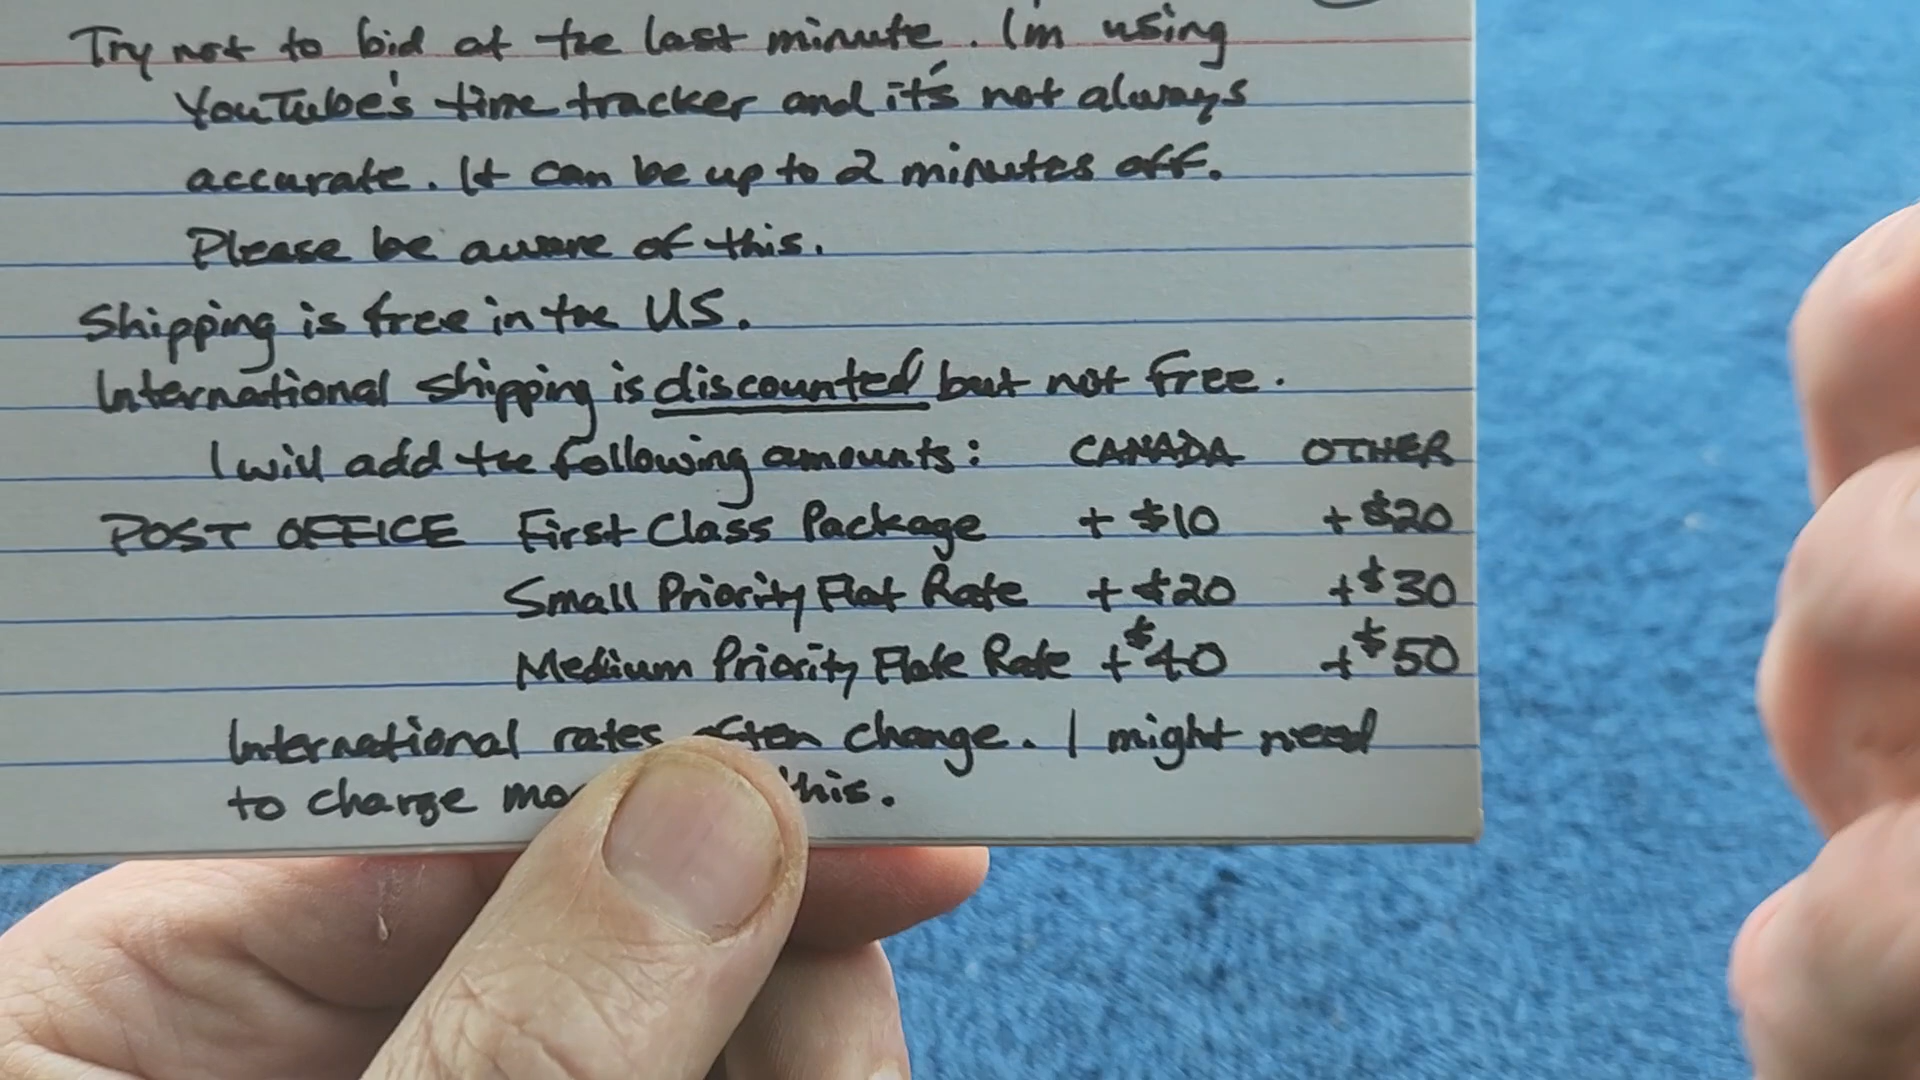 Try not to bid at the last minute. I'm using
YouTube's time tracker and it's not always
accurate. It can be up to 2 minutes off.
Please be aware of this.
Shipping is free in the US.
International shipping is discounted but not free.
I will add the following amounts: CANADA OTHER
POST OFFICE First Class Package + $10 + $20
Small Priority Flat Rate + $20 + $30
Medium Priority Flate Rate + $40 + $50
International rates often change. I might need
to charge this.